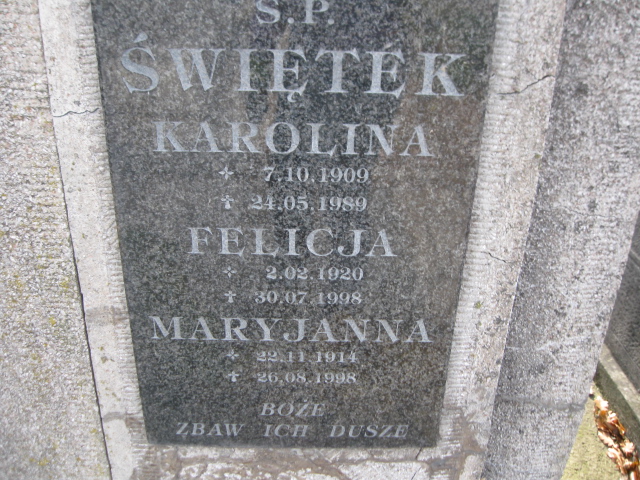 Ś.P.
ŚWIĘTEK
KAROLINA
7.10.1909
✝ 24.05.1989
FELICJA
2.02.1920
✝ 30.07.1998
MARYJANNA
22.11.1914
✝ 26.08.1998
BOŻE
ZBAW ICH DUSZE